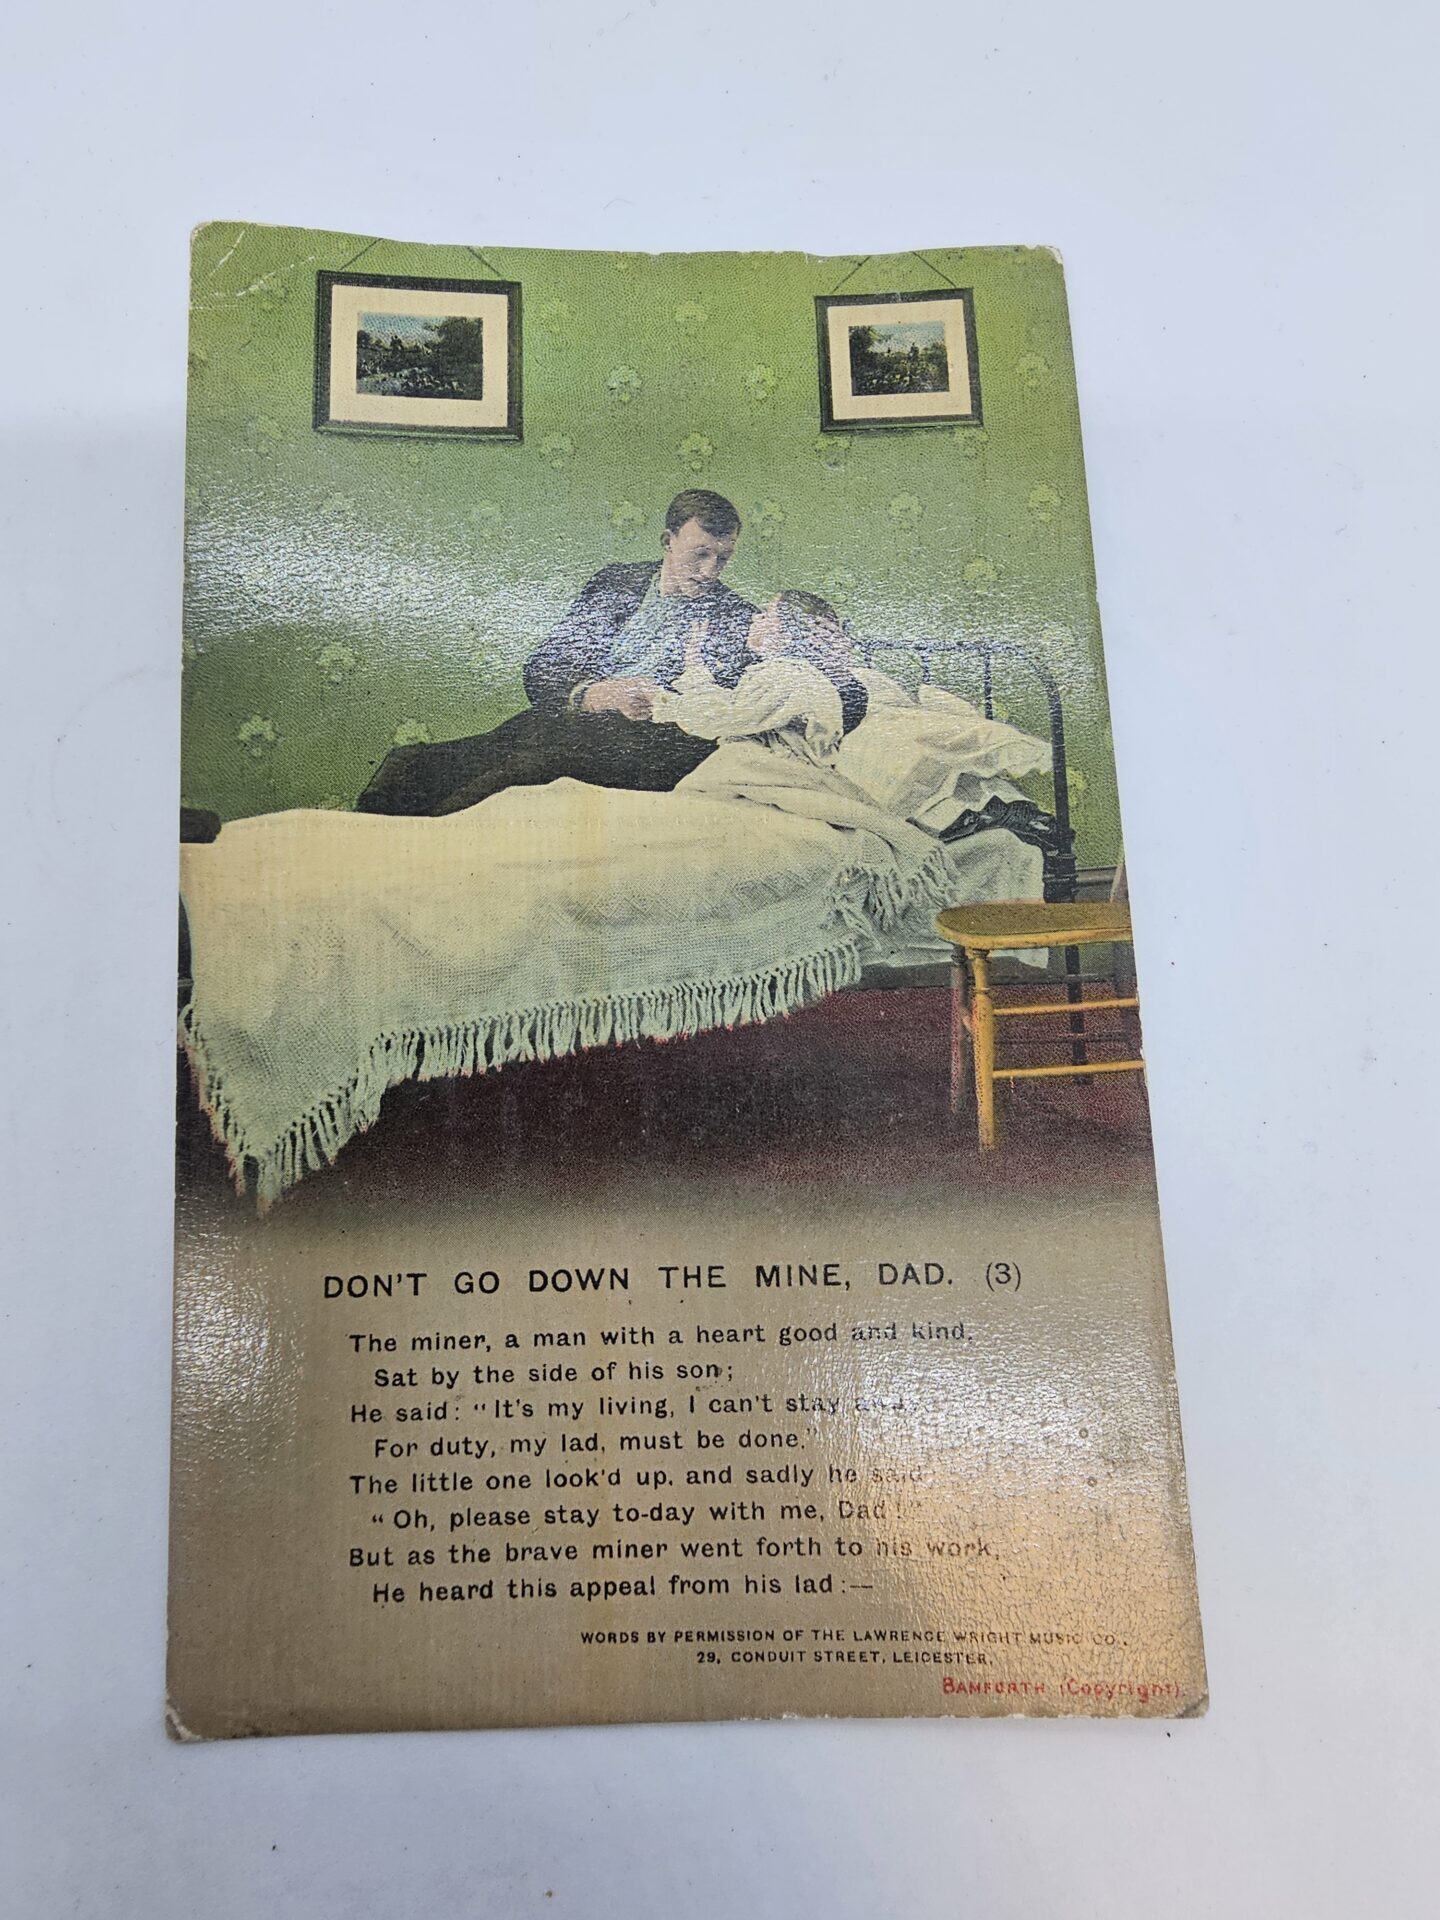 DON'T GO DOWN THE MINE, DAD. (3)
The miner, a man with a heart good and kind,
Sat by the side of his son;
He said: "It's my living, I can't stay away,
For duty, my lad, must be done."
The little one look'd up, and sadly he said:
"Oh, please stay to-day with me, Dad!"
But as the brave miner went forth to his work,
He heard this appeal from his lad:—
WORDS BY PERMISSION OF THE LAWRENCE WRIGHT MUSIC CO.,
29, CONDUIT STREET, LEICESTER.
BAMFORTH (Copyright).